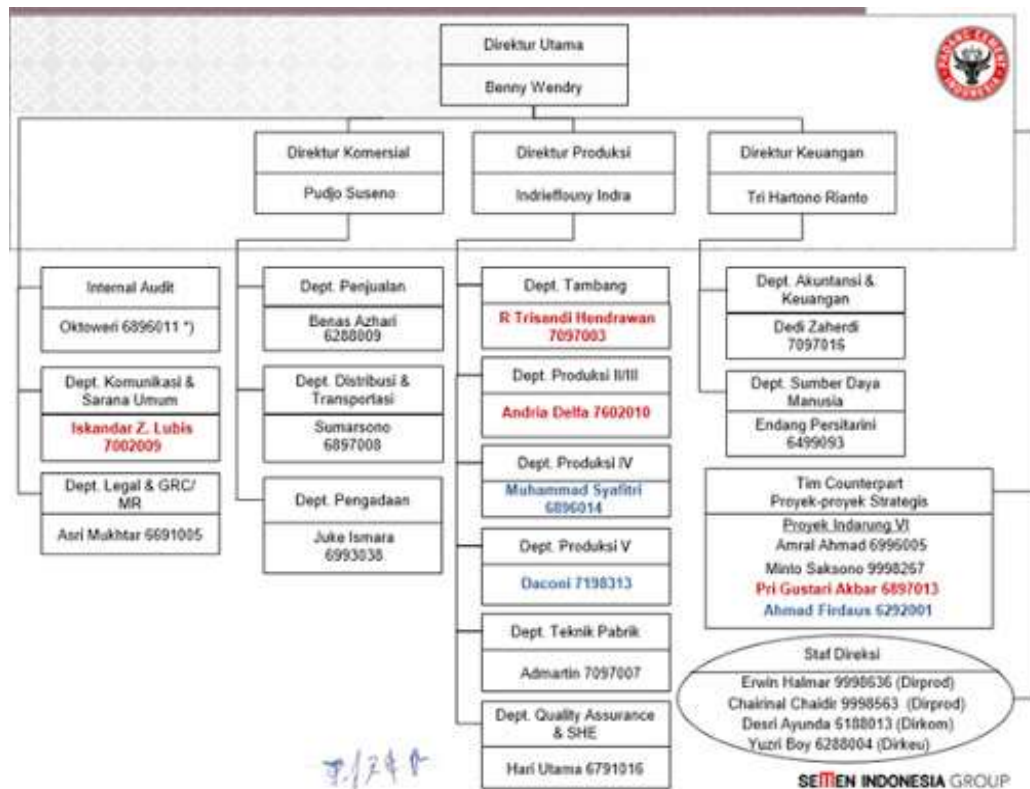 Direktur Utama
Benny Wendry
PADANG CEMENT
INDONESIA
Direktur Komersial
Pudjo Suseno
Direktur Produksi
Indrieffouny Indra
Direktur Keuangan
Tri Hartono Rianto
Internal Audit
Oktoweri 6896011 *)
Dept. Komunikasi &
Sarana Umum
Iskandar Z. Lubis
7002009
Dept. Legal & GRC/
MR
Asri Mukhtar 6691005
Dept. Penjualan
Benas Azhari
6288009
Dept. Distribusi &
Transportasi
Sumarsono
6897008
Dept. Pengadaan
Juke Ismara
6993038
Dept. Tambang
R Trisandi Hendrawan
7097003
Dept. Produksi II/III
Andria Delfa 7602010
Dept. Produksi IV
Muhammad Syafitri
6896014
Dept. Produksi V
Daconi 7198313
Dept. Teknik Pabrik
Admartin 7097007
Dept. Quality Assurance
& SHE
Hari Utama 6791016
Dept. Akuntansi &
Keuangan
Dedi Zaherdi
7097016
Dept. Sumber Daya
Manusia
Endang Persitarini
6499093
Tim Counterpart
Proyek-proyek Strategis
Proyek Indarung VI
Amral Ahmad 6996005
Minto Saksono 9998267
Pri Gustari Akbar 6897013
Ahmad Firdaus 6292001
Staf Direksi
Erwin Halmar 9998636 (Dirprod)
Chairinal Chaidir 9998563 (Dirprod)
Desri Ayunda 6188013 (Dirkom)
Yuzri Boy 6288004 (Dirkeu)
SEMEN INDONESIA GROUP